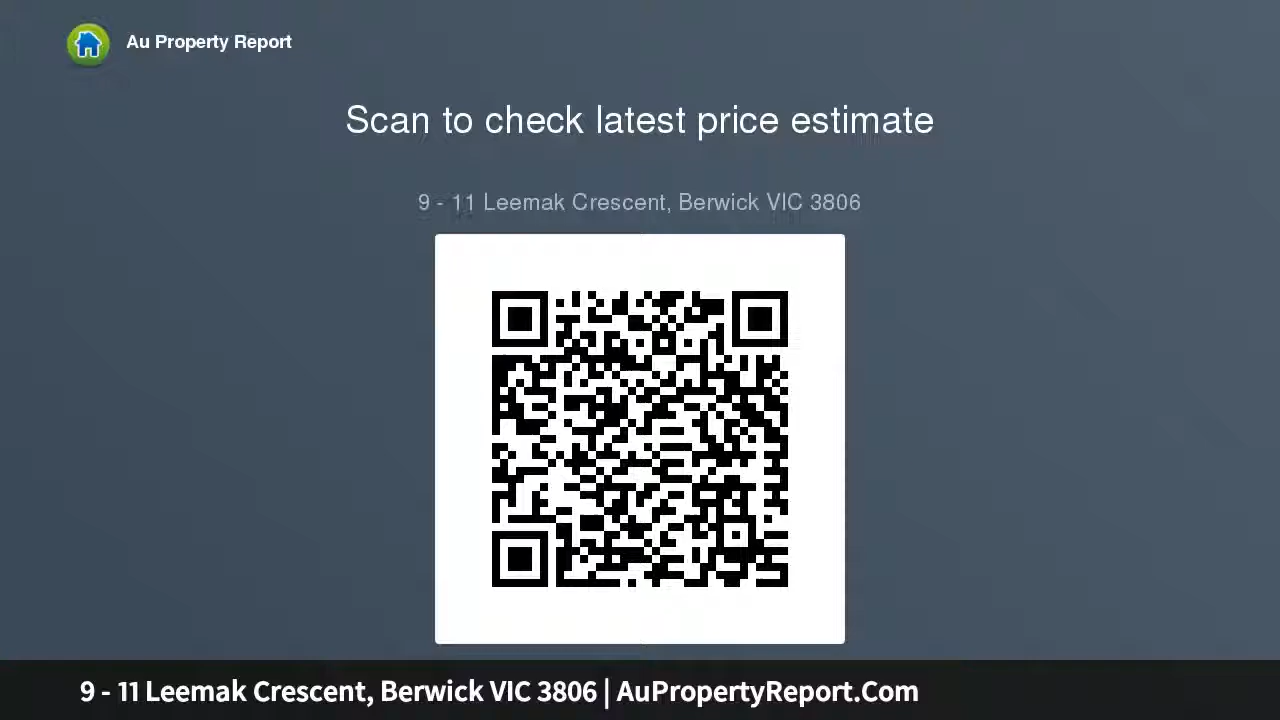 Au Property Report
Scan to check latest price estimate
9 - 11 Leemak Crescent, Berwick VIC 3806
9 - 11 Leemak Crescent, Berwick VIC 3806 | AuPropertyReport.Com